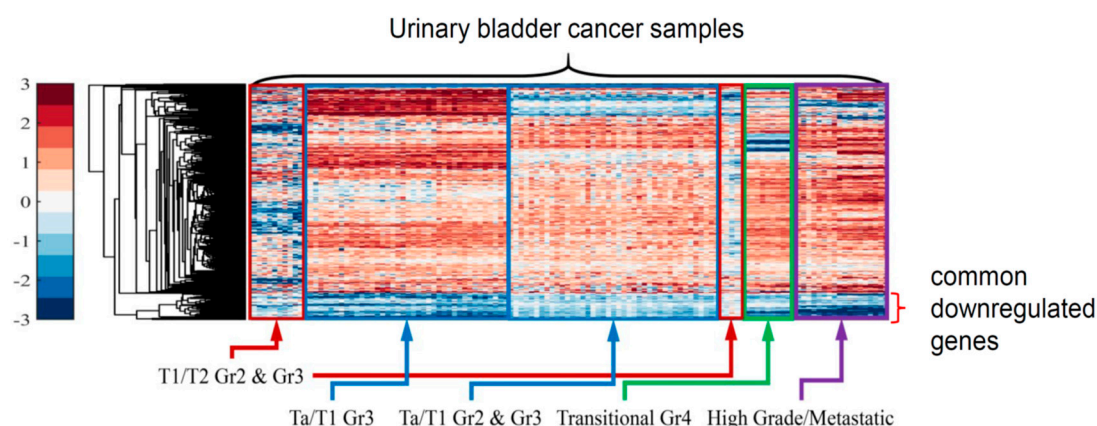 Urinary bladder cancer samples
3
2
1
0
-1
-2
-3
common
downregulated
genes
T1/T2 Gr2 & Gr3
Ta/T1 Gr3
Ta/T1 Gr2 & Gr3
Transitional Gr4
High Grade/Metastatic